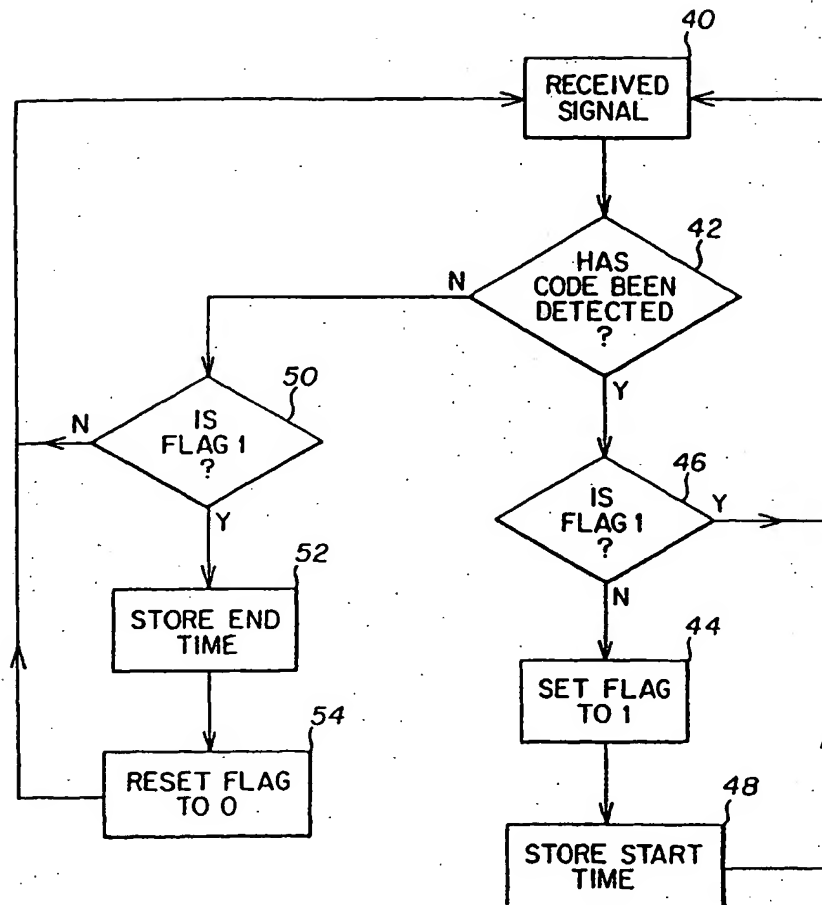 40
RECEIVED
SIGNAL
42
HAS
CODE BEEN
DETECTED
?
N
Y
50
IS
FLAG 1
?
N
Y
46
IS
FLAG 1
?
Y
N
52
STORE END
TIME
44
SET FLAG
TO 1
54
RESET FLAG
TO 0
48
STORE START
TIME